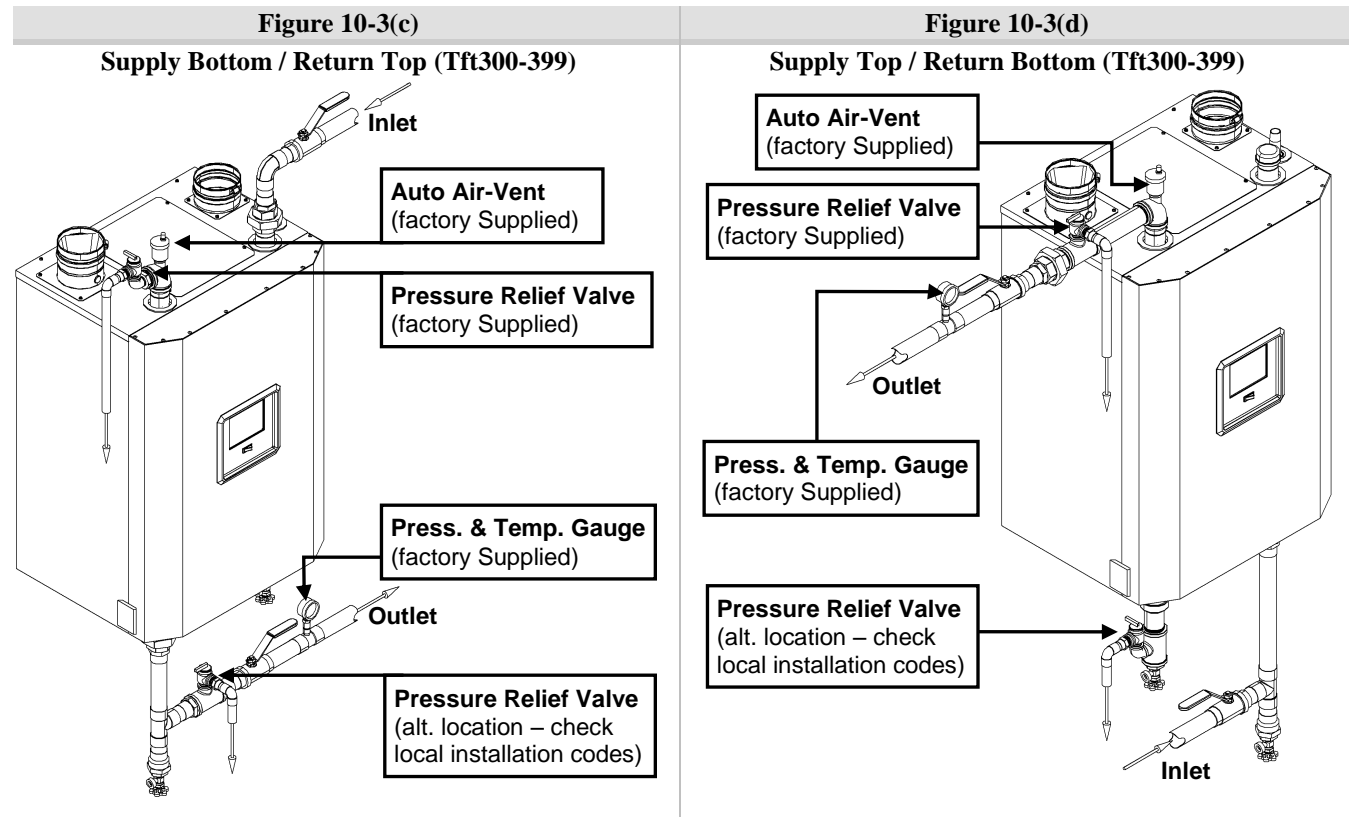 Figure 10-3(c)
Supply Bottom / Return Top (Tft300-399)
Inlet
Auto Air-Vent
(factory Supplied)
Pressure Relief Valve
(factory Supplied)
Press. & Temp. Gauge
(factory Supplied)
Outlet
Pressure Relief Valve
(alt. location – check
local installation codes)
Figure 10-3(d)
Supply Top / Return Bottom (Tft300-399)
Auto Air-Vent
(factory Supplied)
Pressure Relief Valve
(factory Supplied)
Outlet
Press. & Temp. Gauge
(factory Supplied)
Pressure Relief Valve
(alt. location – check
local installation codes)
Inlet